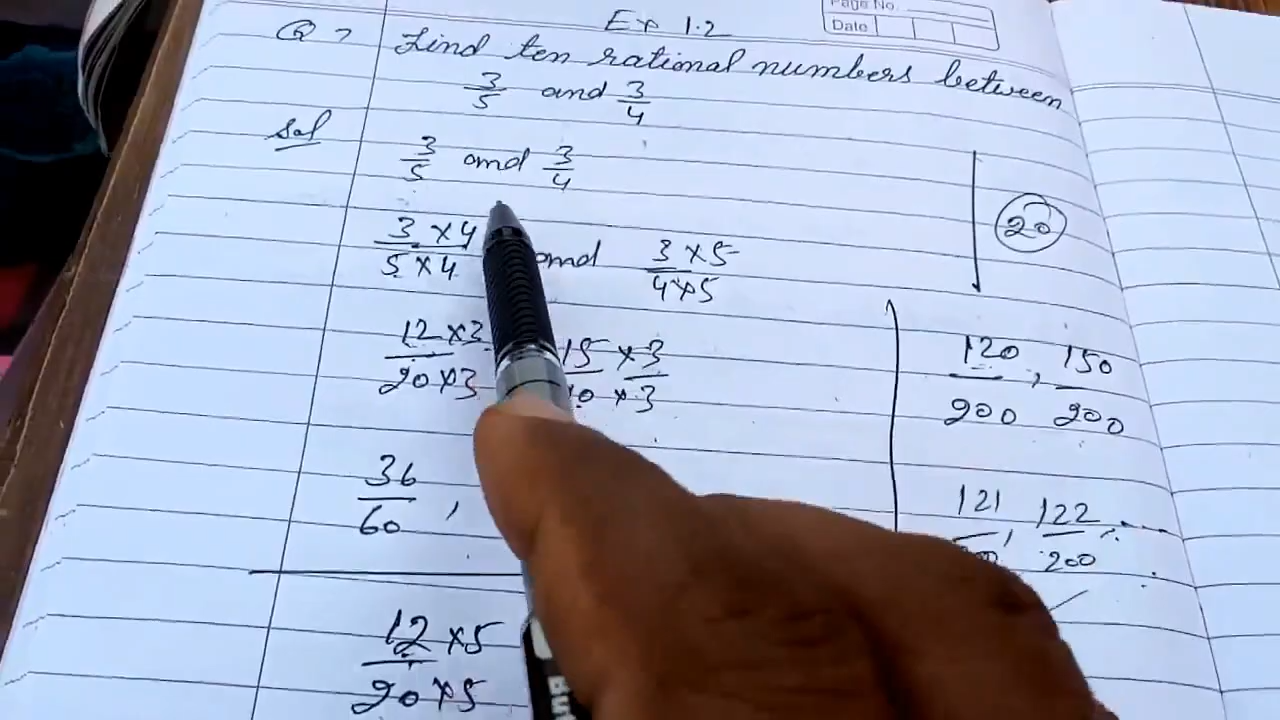 Page No.
Date
Ex 1.2
Q 7 Find ten rational numbers between
3/5 and 3/4
Sol
3/5 and 3/4
20
3×4/5×4 and 3×5/4×5
12×3/20×3 15×3/ 0×3
120/200 , 150/200
36/60 ,
121/ , 122/200 , ....
12×5/20×5